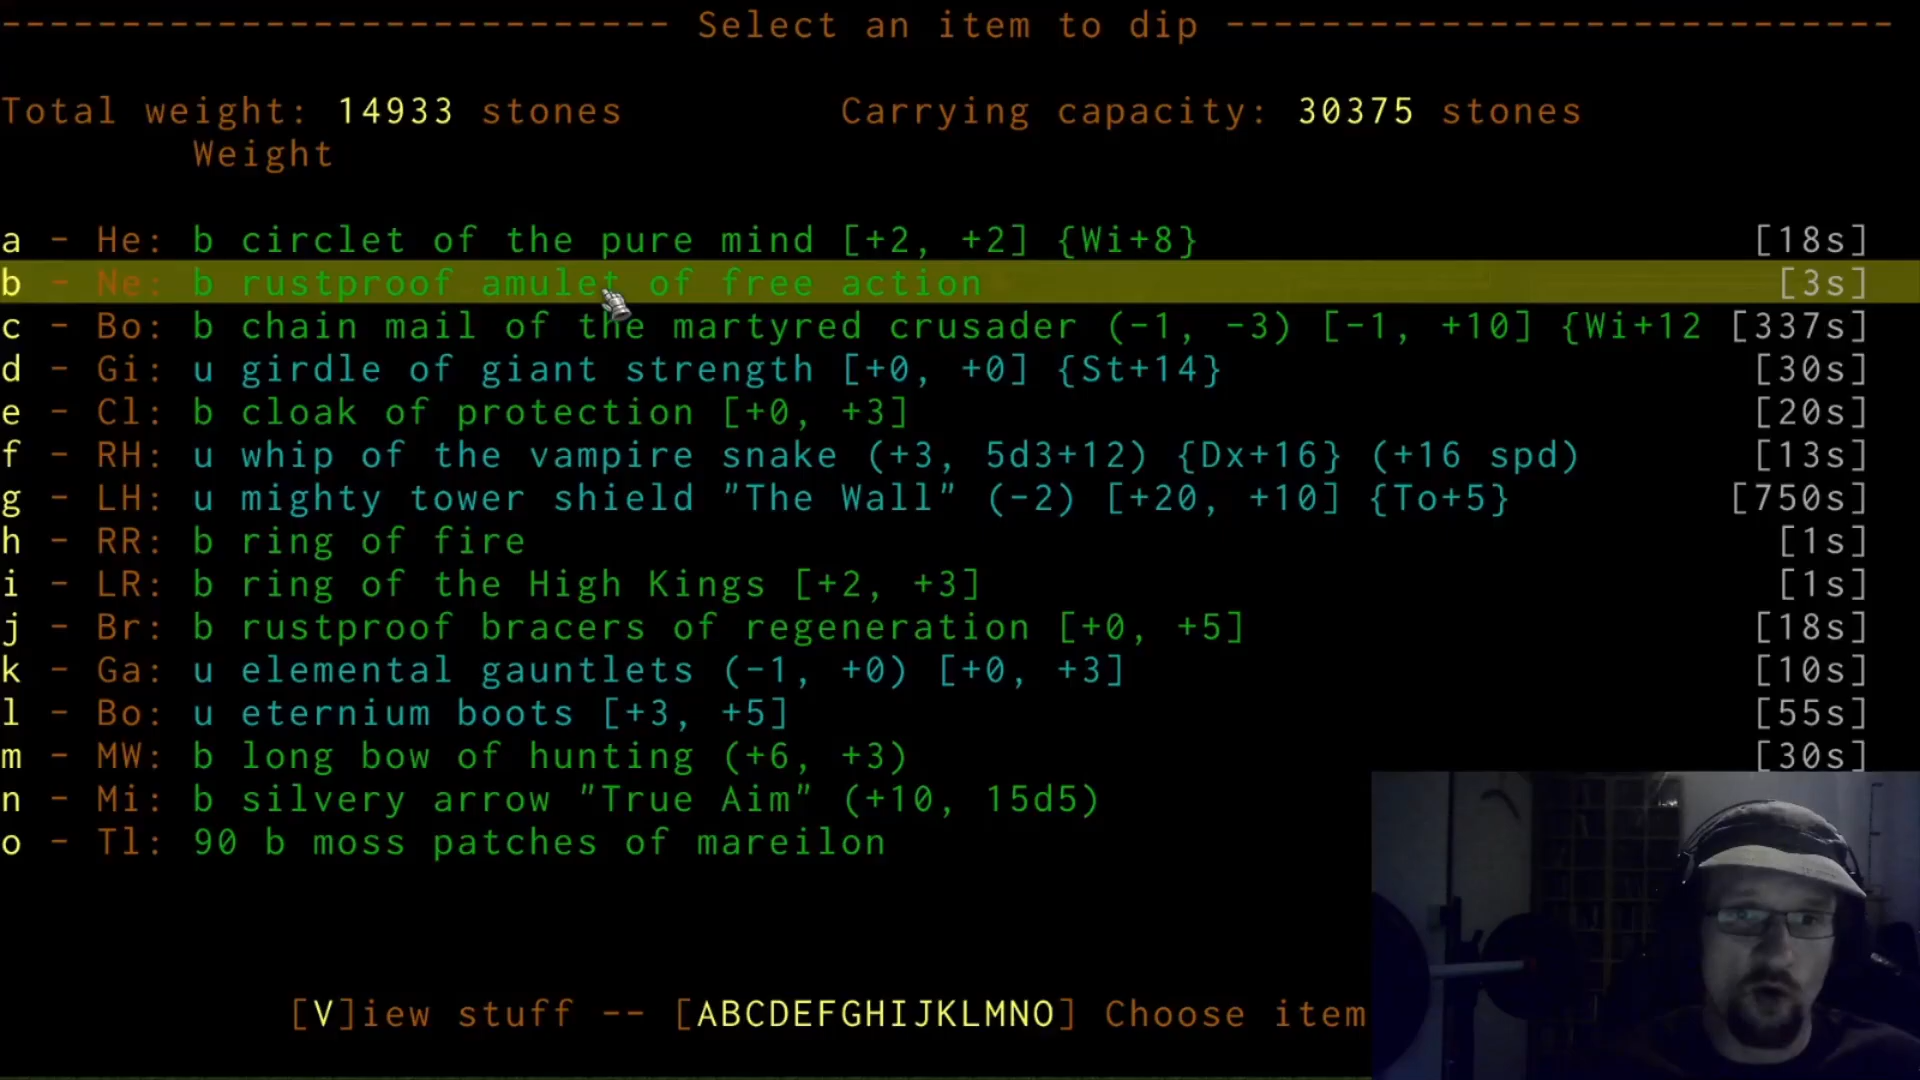 Select an item to dip
Total weight: 14933 stones Carrying capacity: 30375 stones
Weight
a - He: b circlet of the pure mind [+2, +2] {Wi+8} [18s]
b - Ne: b rustproof amulet of free action [3s]
c - Bo: b chain mail of the martyred crusader (-1, -3) [-1, +10] {Wi+12 [337s]
d - Gi: u girdle of giant strength [+0, +0] {St+14} [30s]
e - Cl: b cloak of protection [+0, +3] [20s]
f - RH: u whip of the vampire snake (+3, 5d3+12) {Dx+16} (+16 spd) [13s]
g - LH: u mighty tower shield "The Wall" (-2) [+20, +10] {To+5} [750s]
h - RR: b ring of fire [1s]
i - LR: b ring of the High Kings [+2, +3] [1s]
j - Br: b rustproof bracers of regeneration [+0, +5] [18s]
k - Ga: u elemental gauntlets (-1, +0) [+0, +3] [10s]
l - Bo: u eternium boots [+3, +5] [55s]
m - MW: b long bow of hunting (+6, +3) [30s]
n - Mi: b silvery arrow "True Aim" (+10, 15d5)
o - Tl: 90 b moss patches of mareilon
[V]iew stuff -- [ABCDEFGHIJKLMNO] Choose item